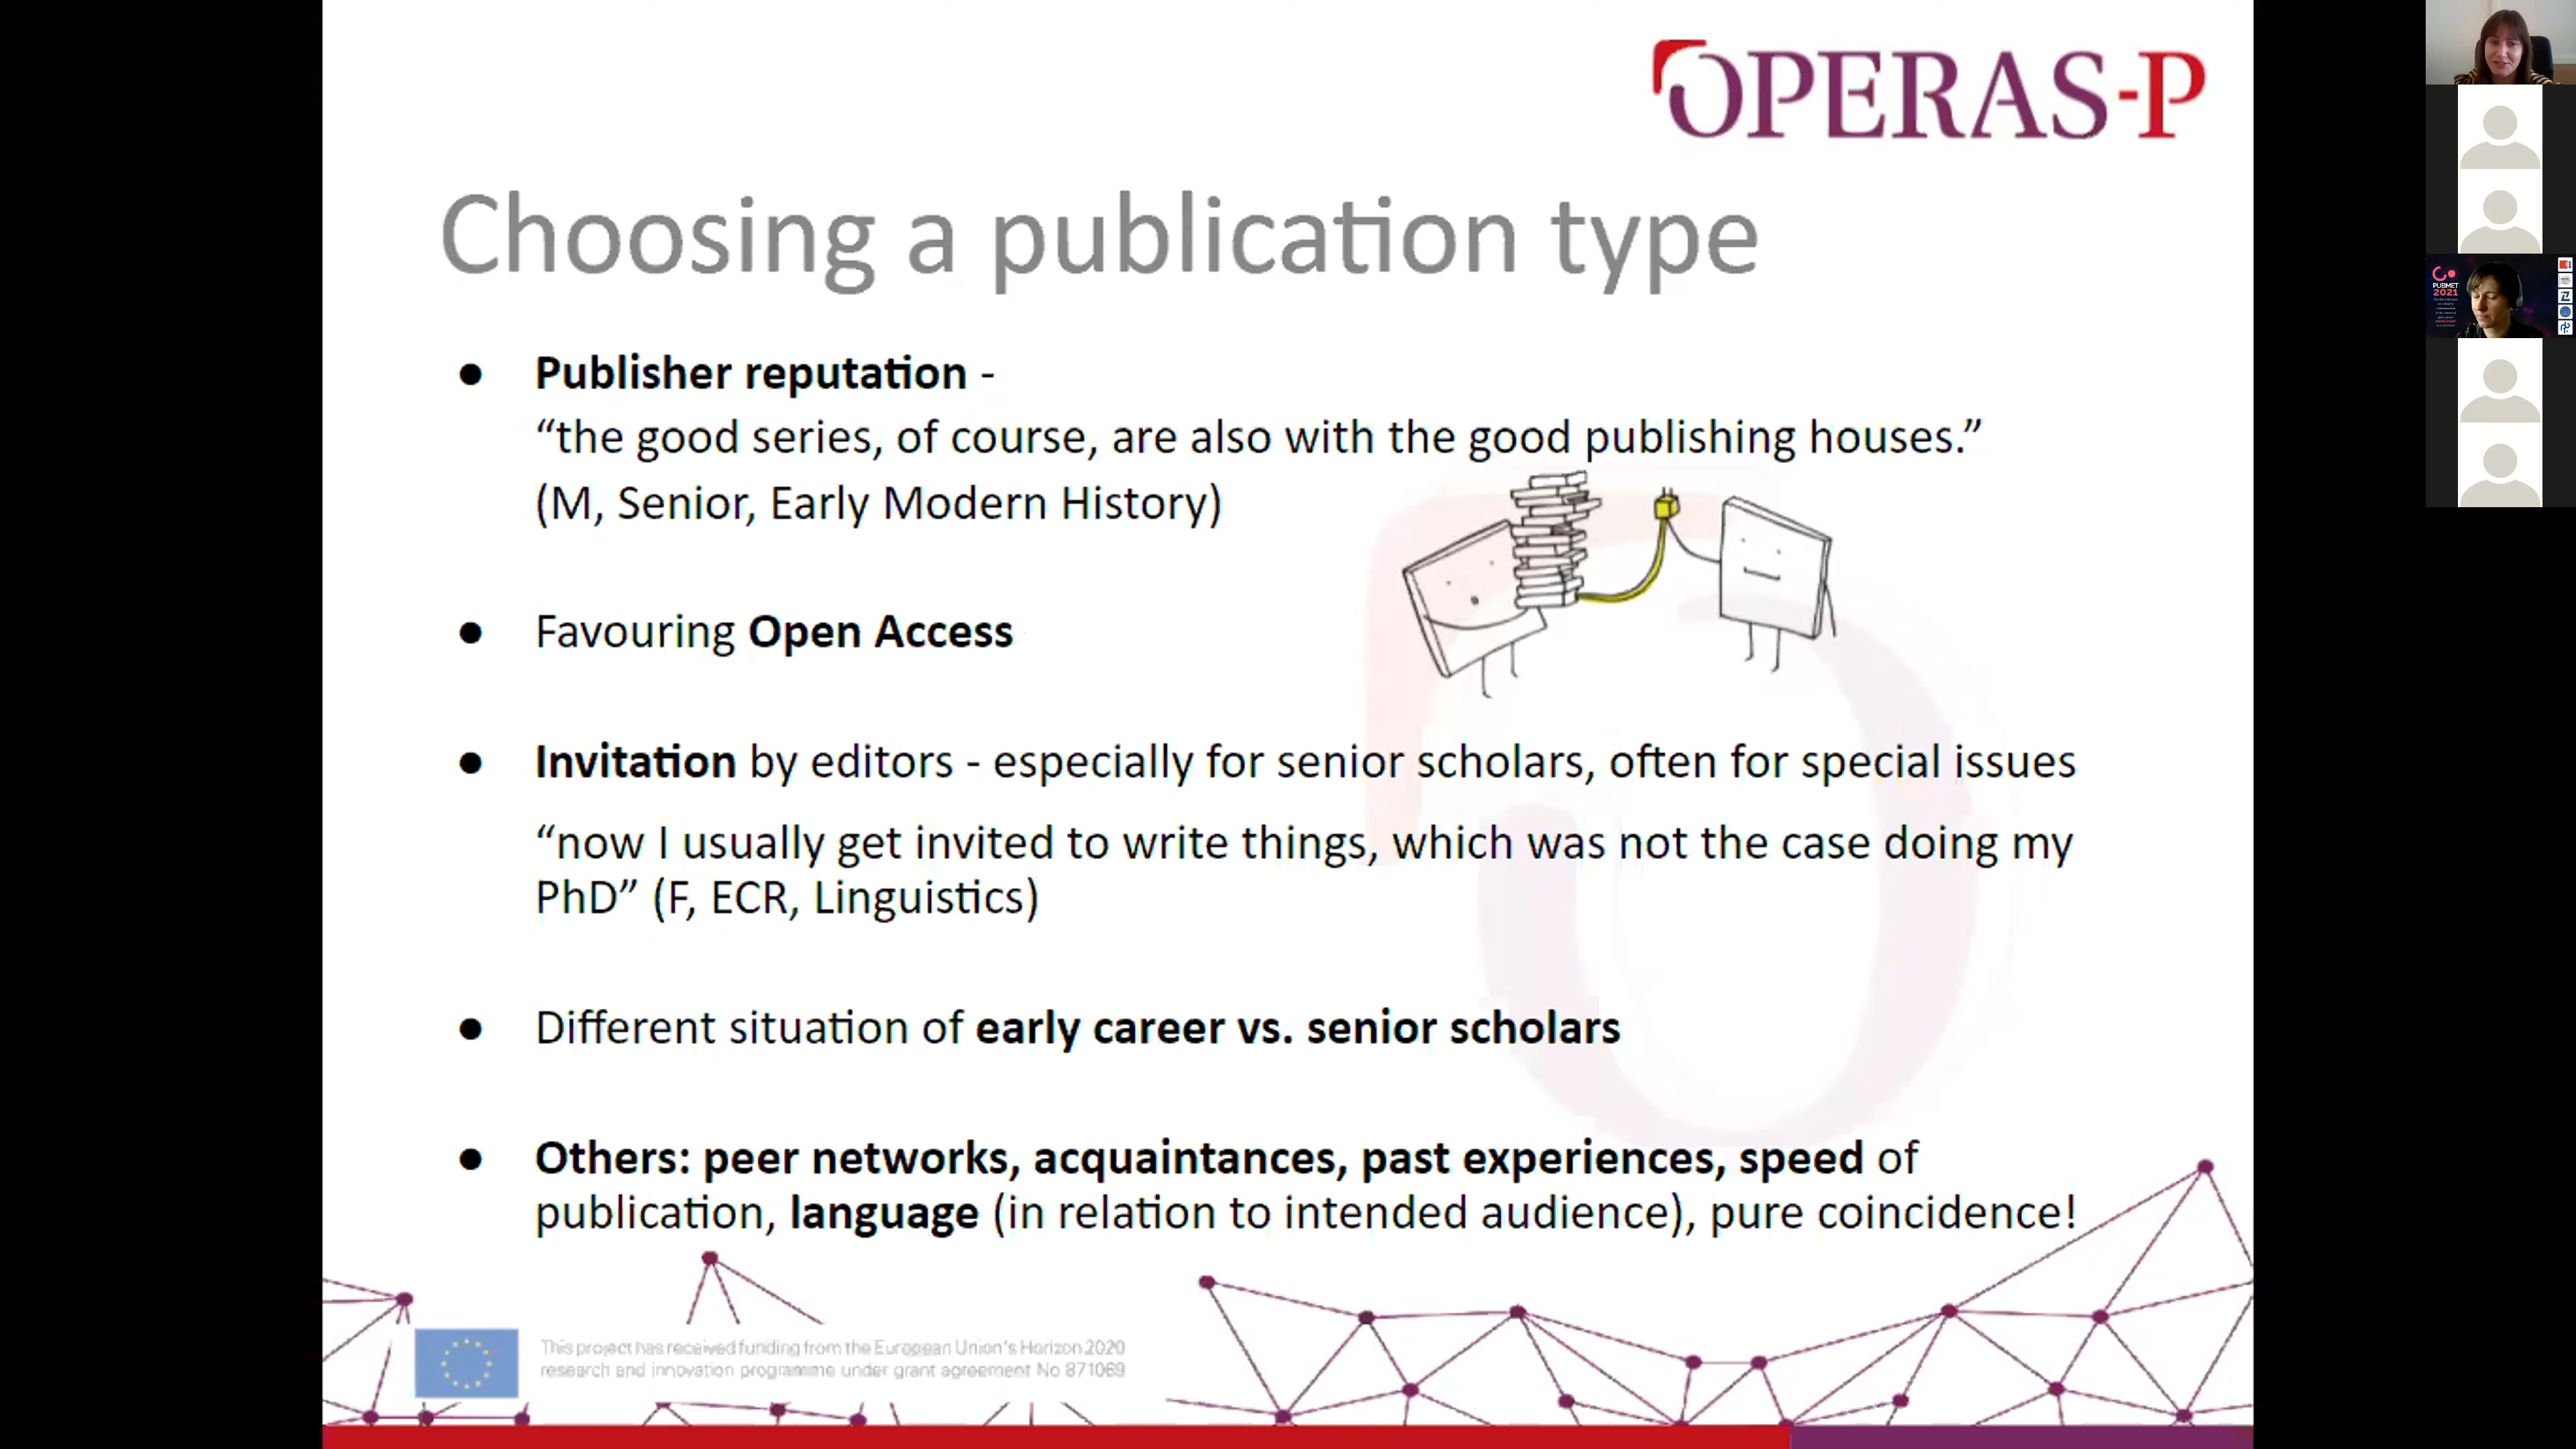 OPERAS-P
Choosing a publication type
● Publisher reputation -
“the good series, of course, are also with the good publishing houses.”
(M, Senior, Early Modern History)
● Favouring Open Access
● Invitation by editors - especially for senior scholars, often for special issues
“now I usually get invited to write things, which was not the case doing my
PhD” (F, ECR, Linguistics)
● Different situation of early career vs. senior scholars
● Others: peer networks, acquaintances, past experiences, speed of
publication, language (in relation to intended audience), pure coincidence!
This project has received funding from the European Union's Horizon 2020
research and innovation programme under grant agreement No 871069
PUBMET
2021